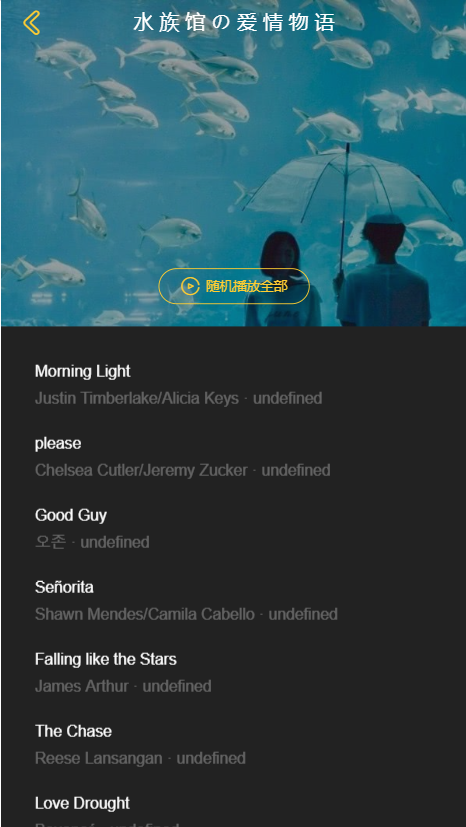 水族馆の爱情物语
随机播放全部
Morning Light
Justin Timberlake/Alicia Keys · undefined
please
Chelsea Cutler/Jeremy Zucker · undefined
Good Guy
오존 · undefined
Señorita
Shawn Mendes/Camila Cabello · undefined
Falling like the Stars
James Arthur · undefined
The Chase
Reese Lansangan · undefined
Love Drought